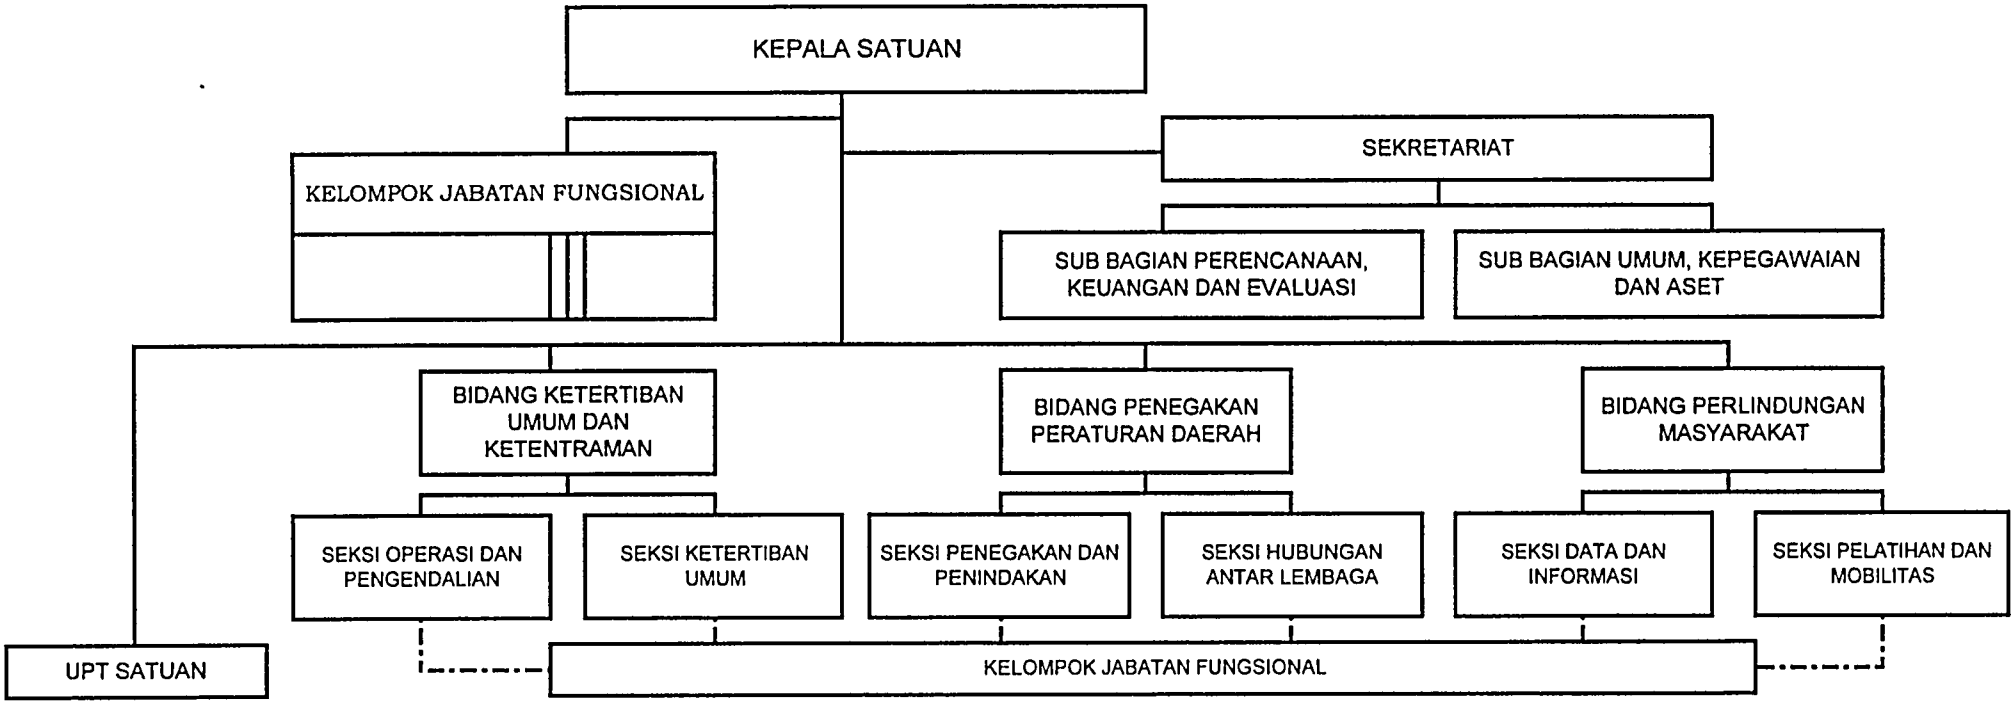 KEPALA SATUAN
SEKRETARIAT
KELOMPOK JABATAN FUNGSIONAL
SUB BAGIAN PERENCANAAN,
KEUANGAN DAN EVALUASI
SUB BAGIAN UMUM, KEPEGAWAIAN
DAN ASET
BIDANG KETERTIBAN
UMUM DAN
KETENTRAMAN
BIDANG PENEGAKAN
PERATURAN DAERAH
BIDANG PERLINDUNGAN
MASYARAKAT
SEKSI OPERASI DAN
PENGENDALIAN
SEKSI KETERTIBAN
UMUM
SEKSI PENEGAKAN DAN
PENINDAKAN
SEKSI HUBUNGAN
ANTAR LEMBAGA
SEKSI DATA DAN
INFORMASI
SEKSI PELATIHAN DAN
MOBILITAS
UPT SATUAN
KELOMPOK JABATAN FUNGSIONAL